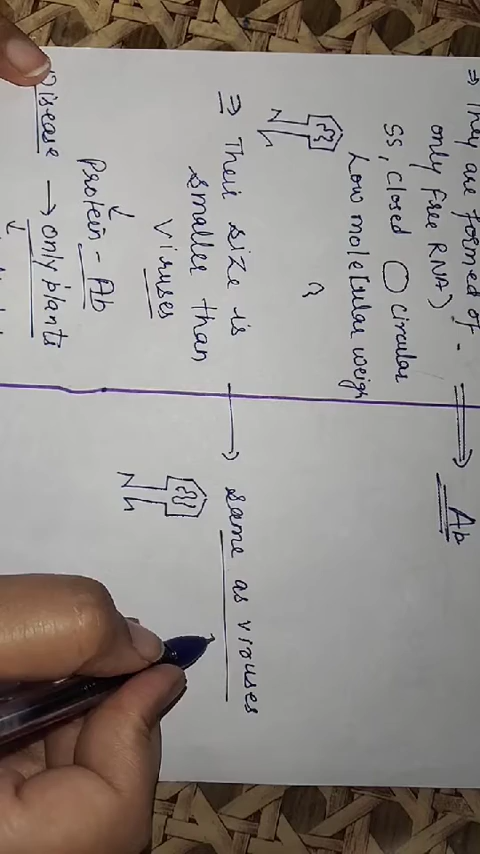 ⇒ They are formed of - → Ab
only free RNA)
SS, closed circular
Low molecular weigh
⇒ Their size is → same as viruses
smaller than
viruses
Protein - Ab
Disease → only plants